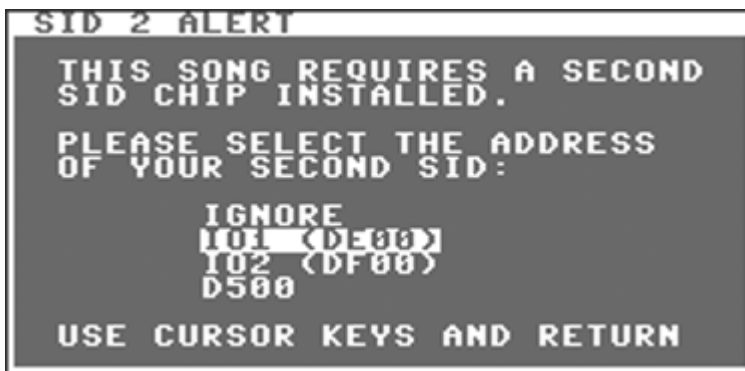 SID 2 ALERT
THIS SONG REQUIRES A SECOND
SID CHIP INSTALLED.
PLEASE SELECT THE ADDRESS
OF YOUR SECOND SID:
IGNORE
IO1 (DE00)
IO2 (DF00)
D500
USE CURSOR KEYS AND RETURN